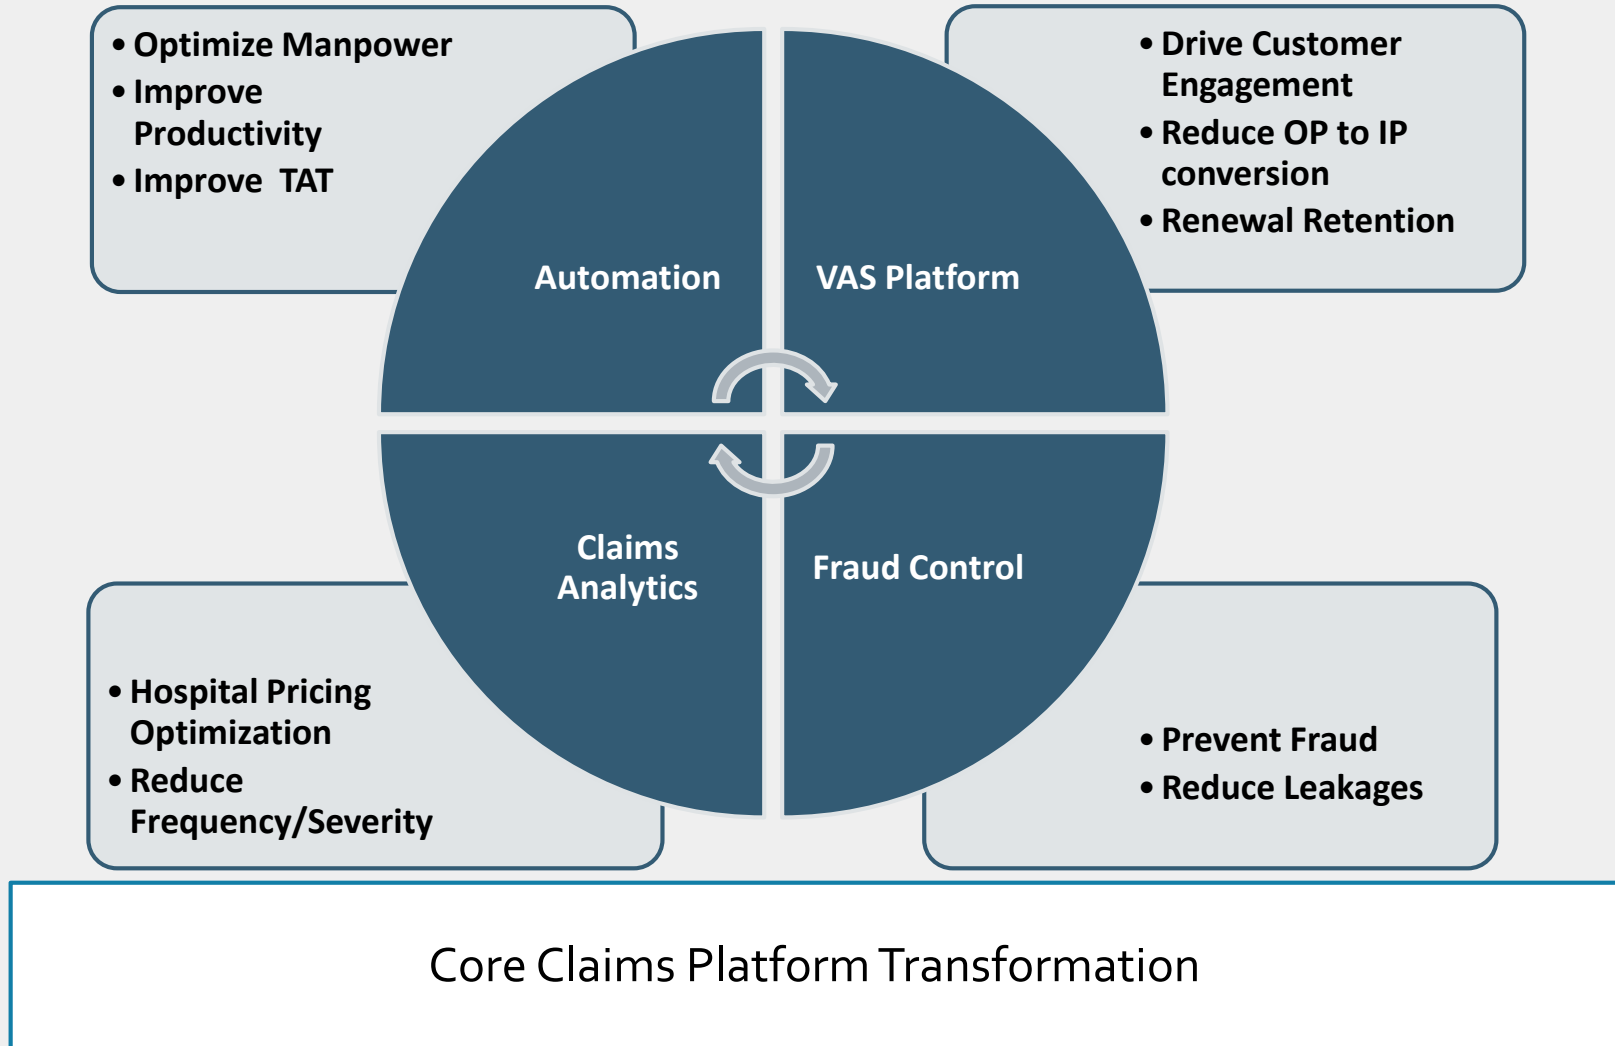 • Optimize Manpower
• Improve
Productivity
• Improve  TAT
• Drive Customer
Engagement
• Reduce OP to IP
conversion
• Renewal Retention
Automation
VAS Platform
Claims
Analytics
Fraud Control
• Hospital Pricing
Optimization
• Reduce
Frequency/Severity
• Prevent Fraud
• Reduce Leakages
Core Claims Platform Transformation